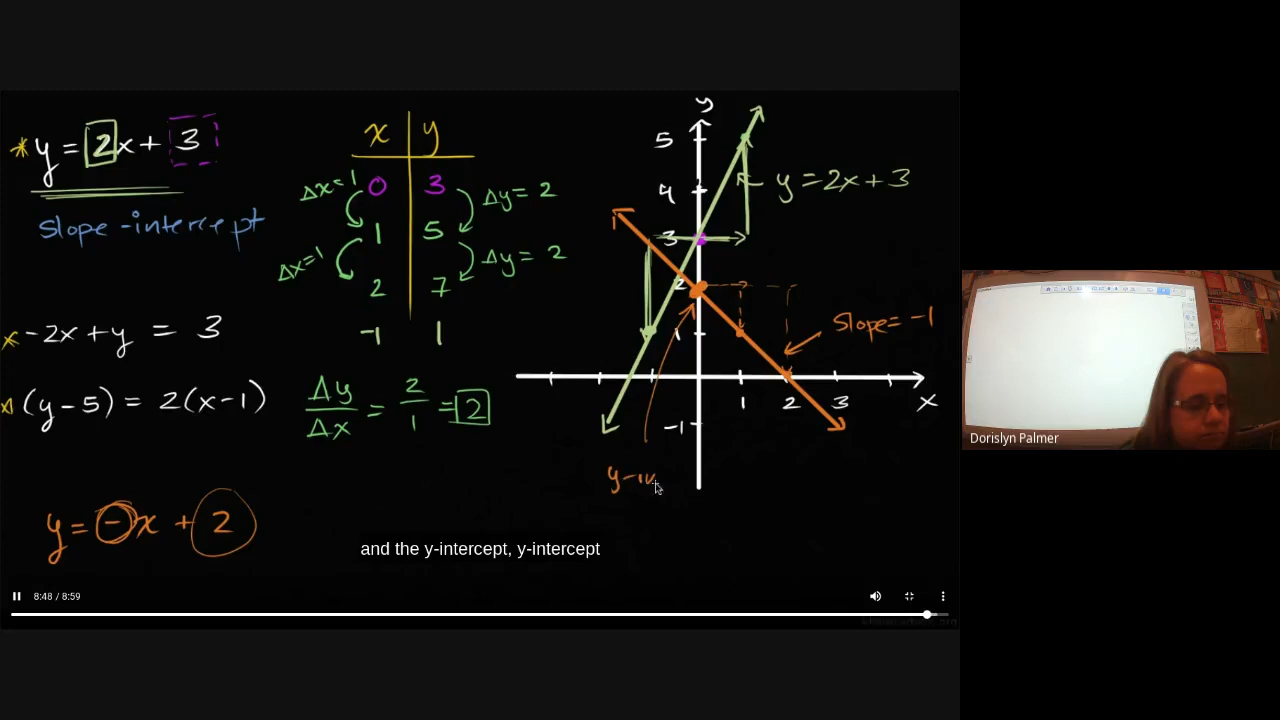 y = 2x + 3
slope-intercept
-2x + y = 3
(y - 5) = 2(x - 1)
y = -x + 2
x y
Δx=1 0 3 Δy = 2
1 5
Δx=1 2 7 Δy = 2
-1 1
Δy/Δx = 2/1 = 2
y
5
4
3
2
1
-1
1 2 3 x
y = 2x + 3
slope = -1
y-in
and the y-intercept, y-intercept
8:48 / 8:59
Dorislyn Palmer